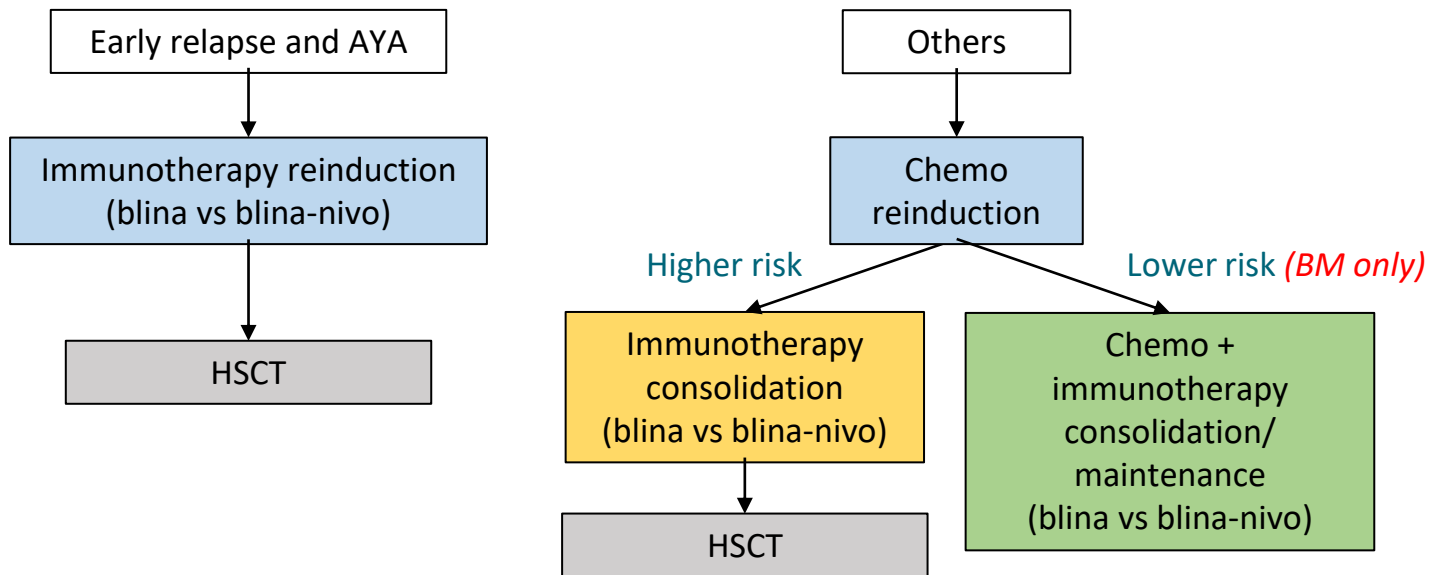 Early relapse and AYA
Immunotherapy reinduction
(blina vs blina-nivo)
HSCT
Others
Chemo
reinduction
Higher risk
Lower risk (BM only)
Immunotherapy
consolidation
(blina vs blina-nivo)
HSCT
Chemo +
immunotherapy
consolidation/
maintenance
(blina vs blina-nivo)